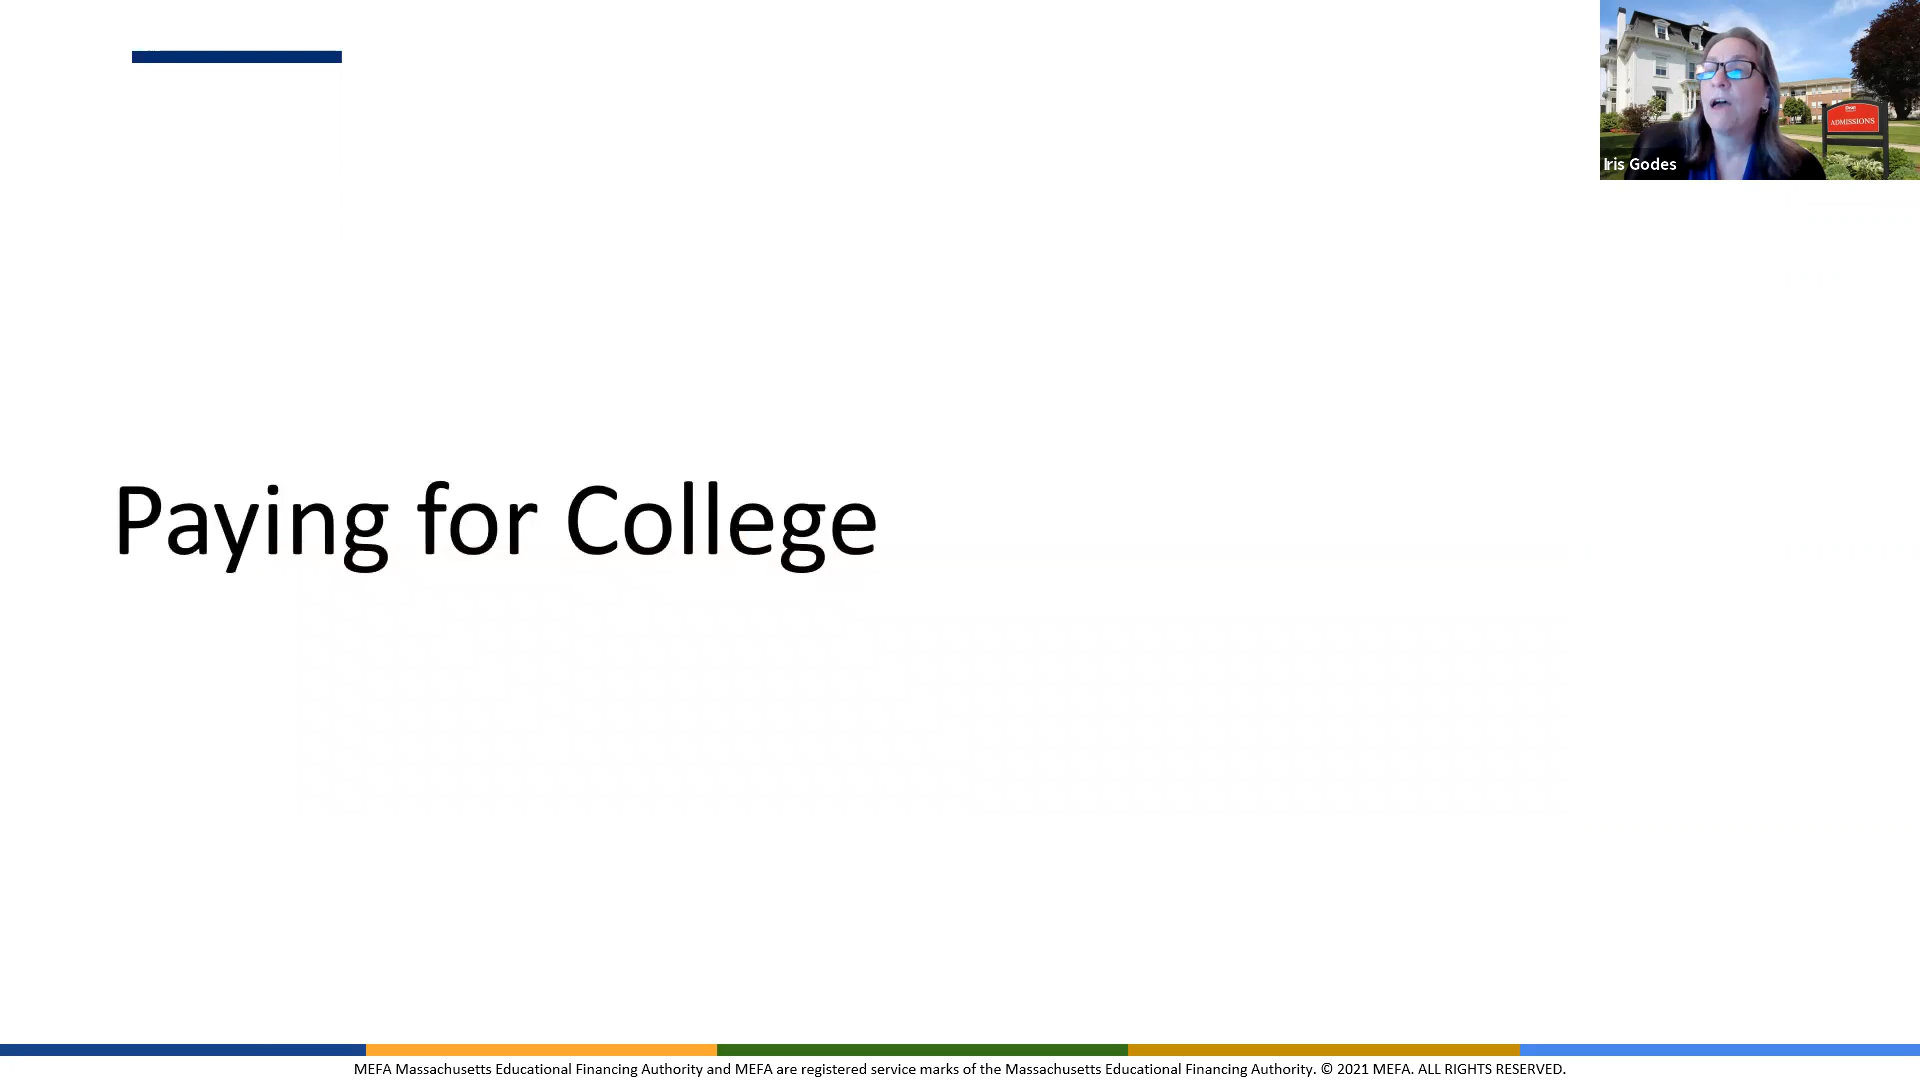 ADMISSIONS
Iris Godes
Paying for College
MEFA Massachusetts Educational Financing Authority and MEFA are registered service marks of the Massachusetts Educational Financing Authority. © 2021 MEFA. ALL RIGHTS RESERVED.